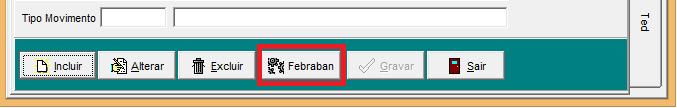 Tipo Movimento
Ted
Incluir Alterar Excluir Febraban Gravar Sair